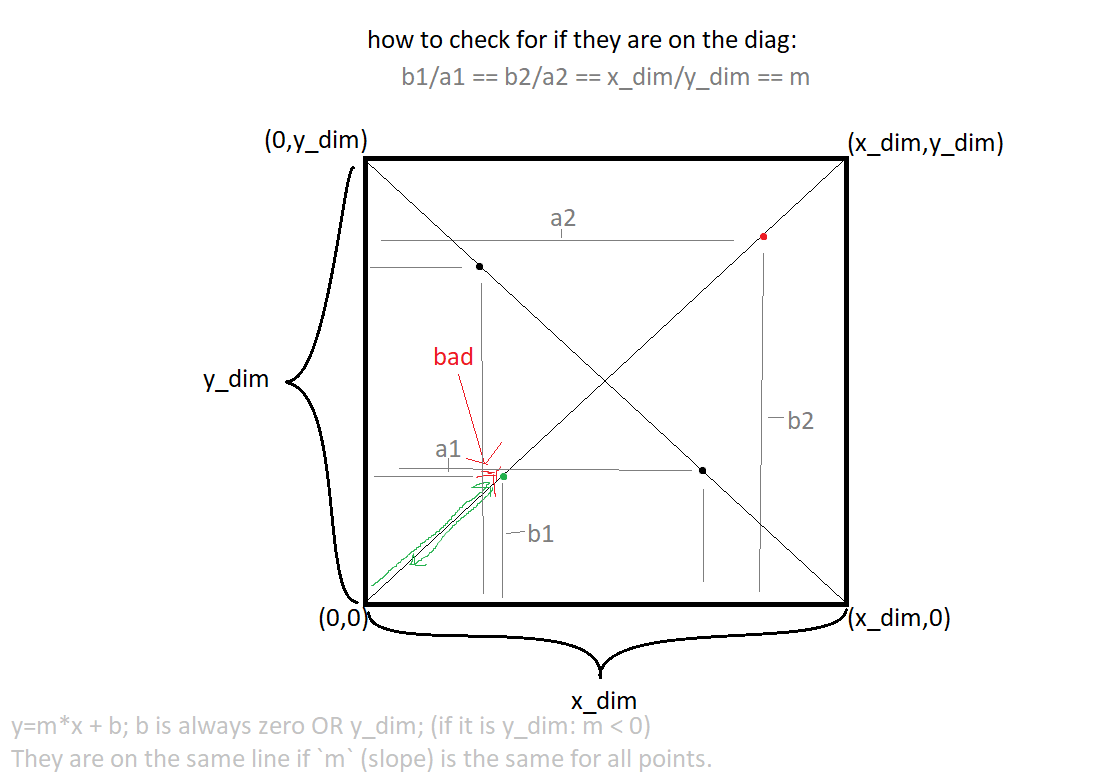 how to check for if they are on the diag:
b1/a1 == b2/a2 == x_dim/y_dim == m
(0,y_dim)
(x_dim,y_dim)
a2
bad
y_dim
b2
a1
b1
(0,0)
(x_dim,0)
x_dim
y=m*x + b; b is always zero OR y_dim; (if it is y_dim: m < 0)
They are on the same line if `m` (slope) is the same for all points.